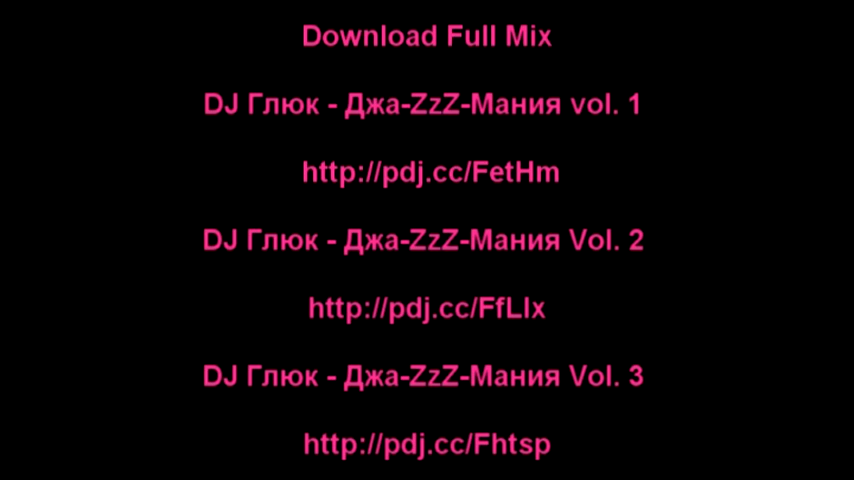 Download Full Mix
DJ Глюк - Джа-ZzZ-Мания vol. 1
http://pdj.cc/FetHm
DJ Глюк - Джа-ZzZ-Мания Vol. 2
http://pdj.cc/FfLIx
DJ Глюк - Джа-ZzZ-Мания Vol. 3
http://pdj.cc/Fhtsp